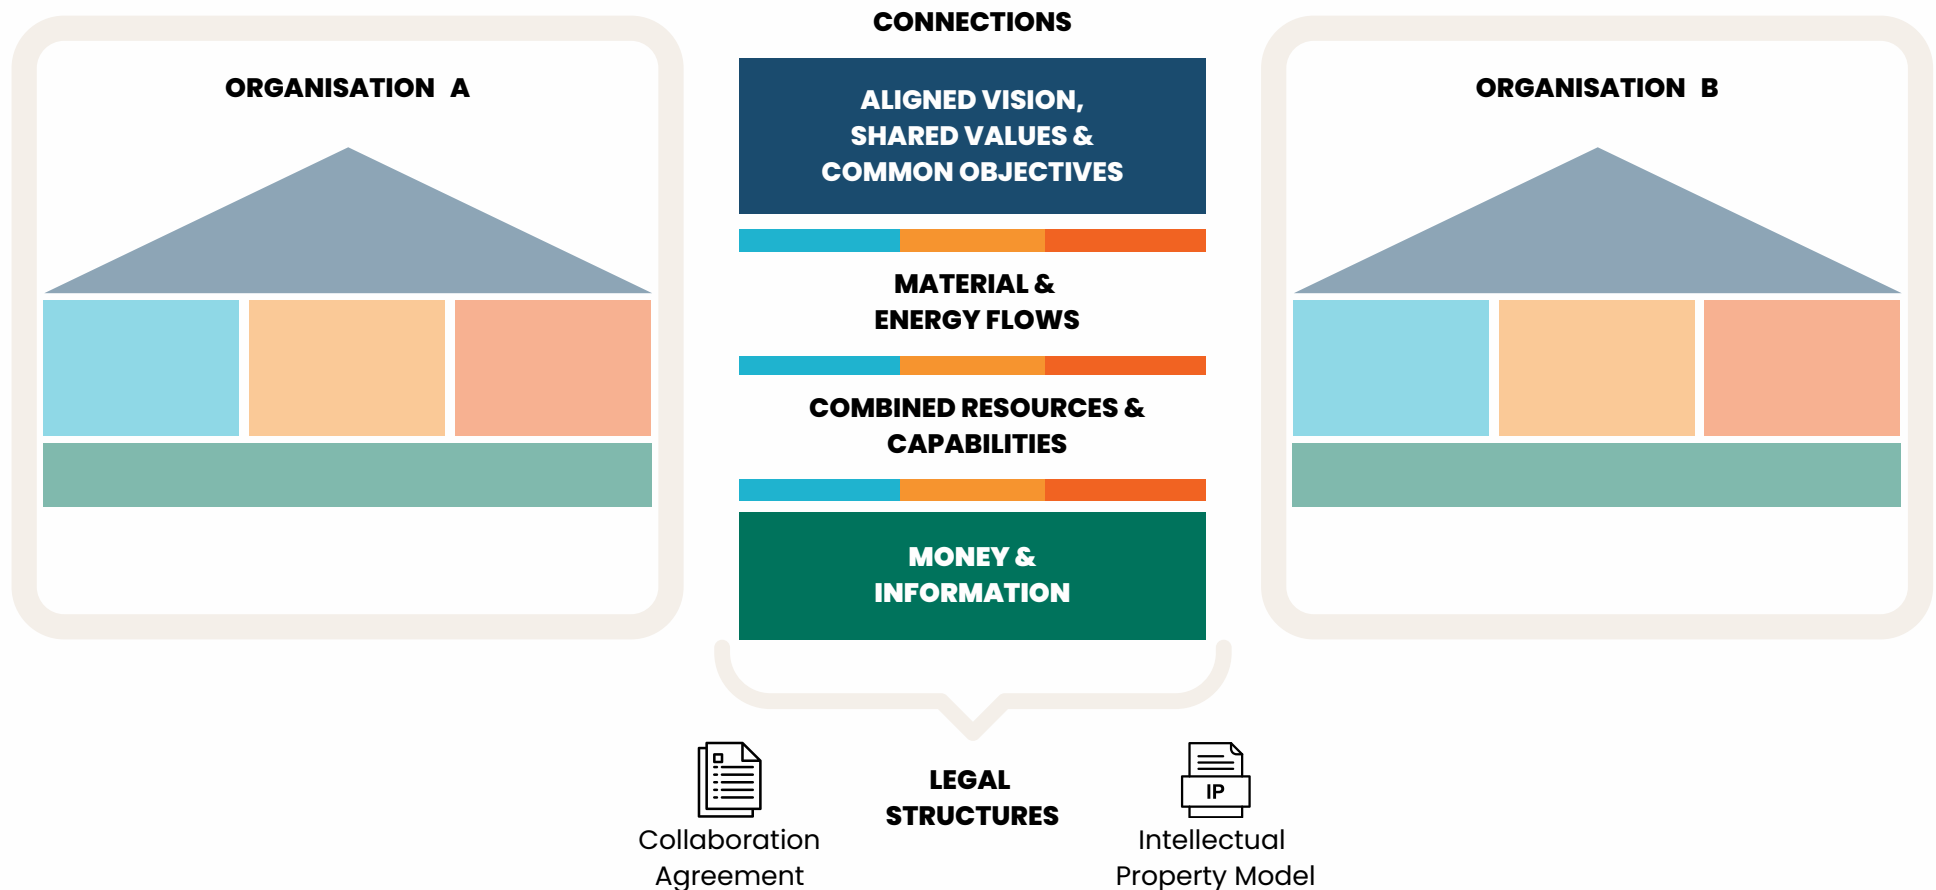 CONNECTIONS
ORGANISATION A
ORGANISATION B
ALIGNED VISION,
SHARED VALUES &
COMMON OBJECTIVES
MATERIAL &
ENERGY FLOWS
COMBINED RESOURCES &
CAPABILITIES
MONEY &
INFORMATION
LEGAL
STRUCTURES
Collaboration
Agreement
IP
Intellectual
Property Model